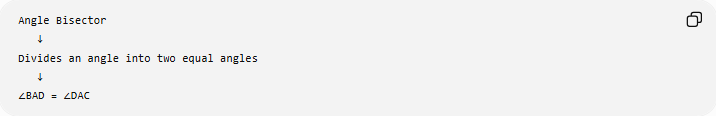 Angle Bisector
↓
Divides an angle into two equal angles
↓
∠BAD = ∠DAC